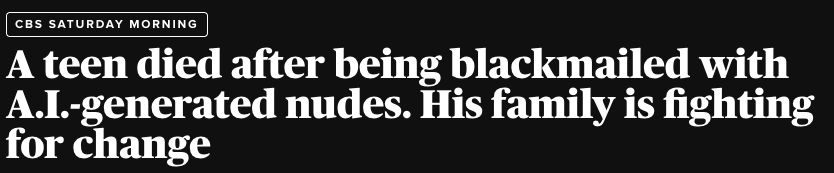 CBS SATURDAY MORNING
A teen died after being blackmailed with
A.I.-generated nudes. His family is fighting
for change